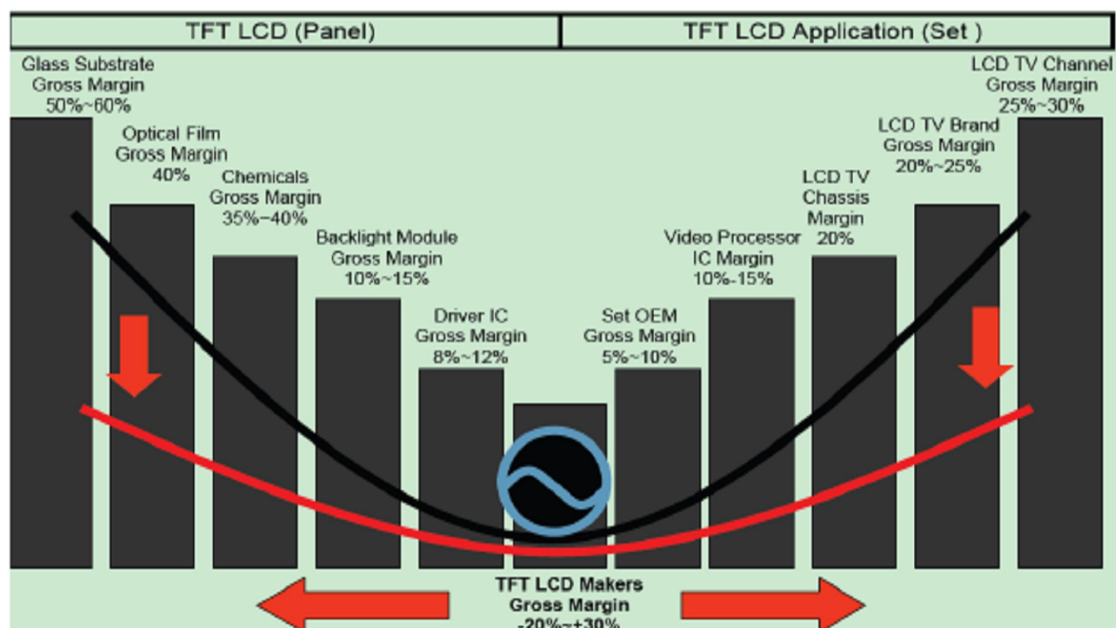 TFT LCD (Panel)
TFT LCD Application (Set )
Glass Substrate
Gross Margin
50%~60%
Optical Film
Gross Margin
40%
Chemicals
Gross Margin
35%~40%
Backlight Module
Gross Margin
10%~15%
Driver IC
Gross Margin
8%~12%
TFT LCD Makers
Gross Margin
-20%~+30%
Set OEM
Gross Margin
5%~10%
Video Processor
IC Margin
10%-15%
LCD TV
Chassis
Margin
20%
LCD TV Brand
Gross Margin
20%~25%
LCD TV Channel
Gross Margin
25%~30%